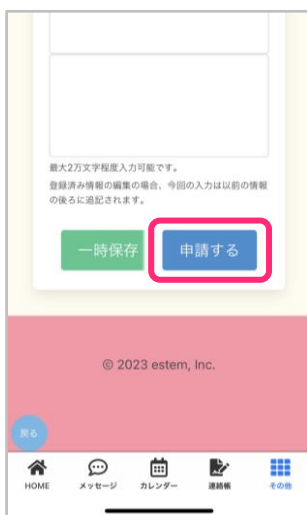 最大2万文字程度入力可能です。
登録済み情報の編集の場合、今回の入力は以前の情報
の後ろに追記されます。
一時保存
申請する
© 2023 estem, Inc.
戻る
HOME
メッセージ
カレンダー
連絡帳
その他